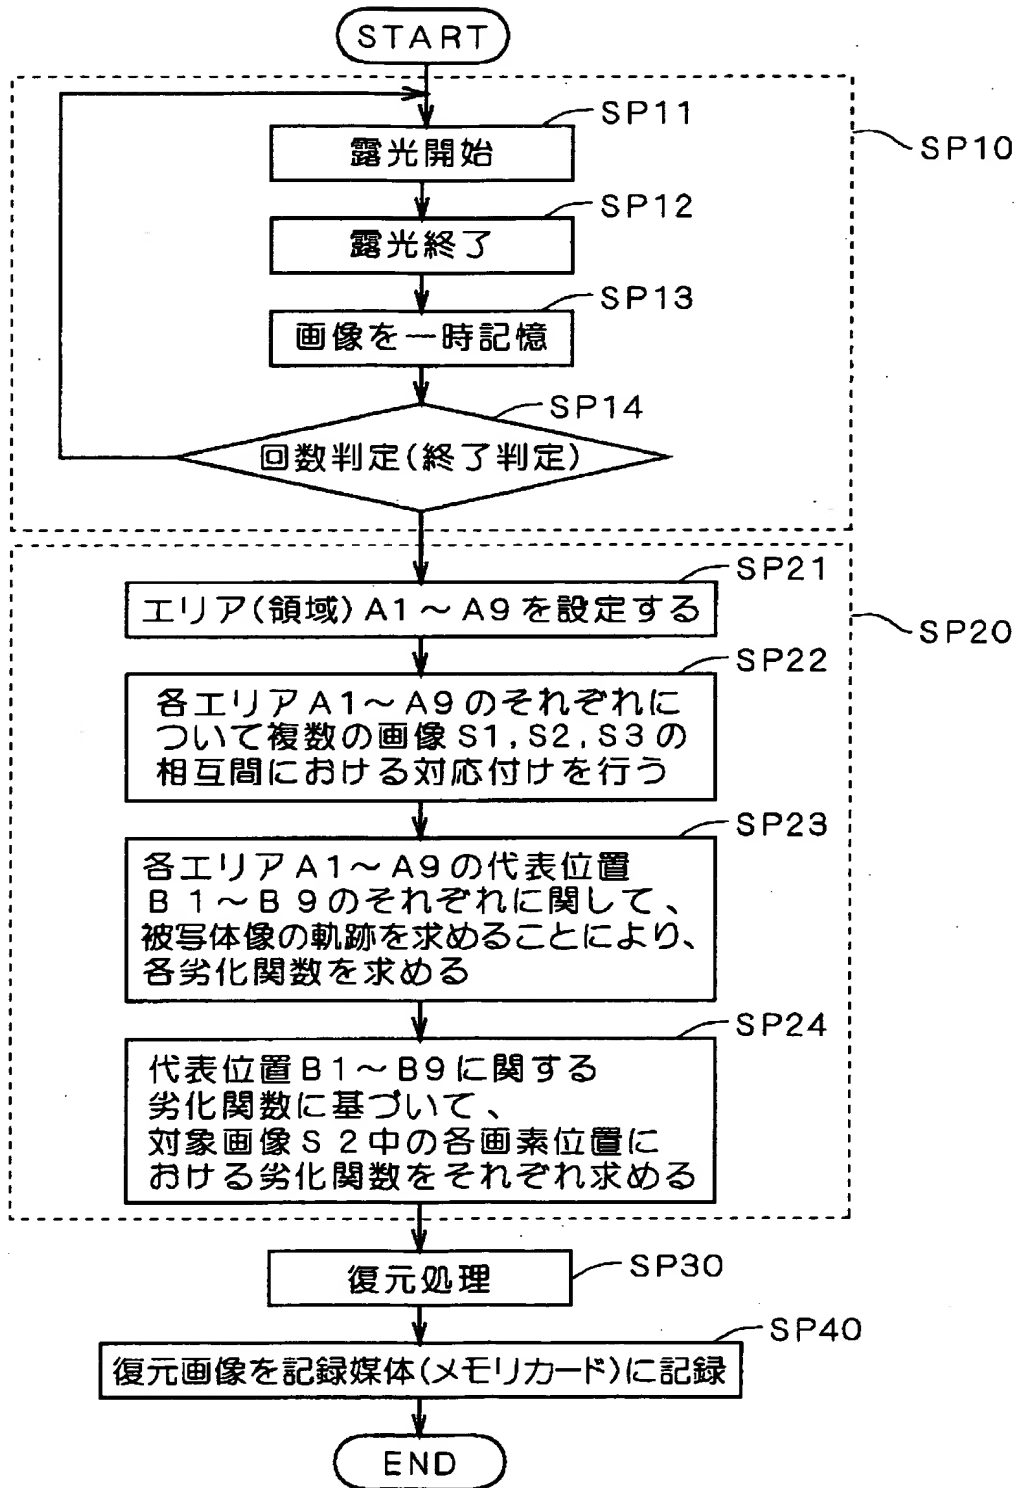 START
SP11
露光開始
SP10
SP12
露光終了
SP13
画像を一時記憶
SP14
回数判定(終了判定)
SP21
エリア(領域)A1～A9を設定する
SP20
SP22
各エリアA1～A9のそれぞれに
ついて複数の画像S1,S2,S3の
相互間における対応付けを行う
SP23
各エリアA1～A9の代表位置
B1～B9のそれぞれに関して、
被写体像の軌跡を求めることにより、
各劣化関数を求める
SP24
代表位置B1～B9に関する
劣化関数に基づいて、
対象画像S2中の各画素位置に
おける劣化関数をそれぞれ求める
SP30
復元処理
SP40
復元画像を記録媒体(メモリカード)に記録
END